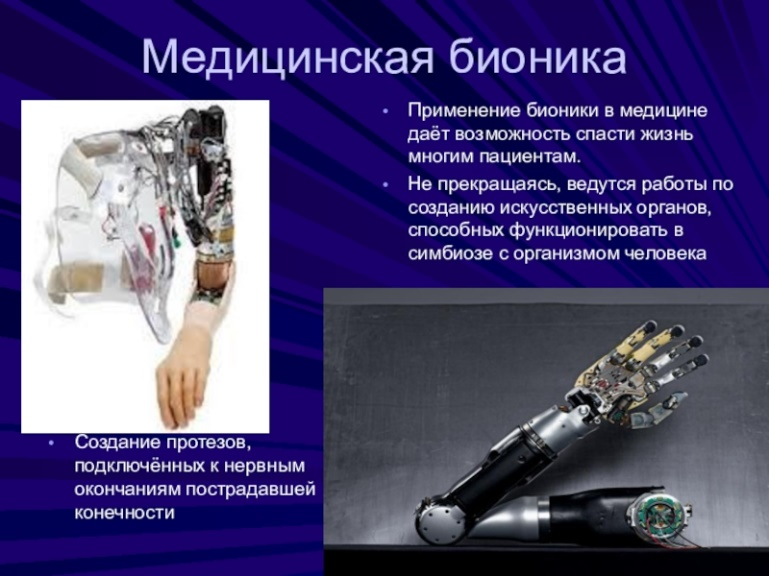 Медицинская бионика
Применение бионики в медицине
даёт возможность спасти жизнь
многим пациентам.
Не прекращаясь, ведутся работы по
созданию искусственных органов,
способных функционировать в
симбиозе с организмом человека
Создание протезов,
подключённых к нервным
окончаниям пострадавшей
конечности